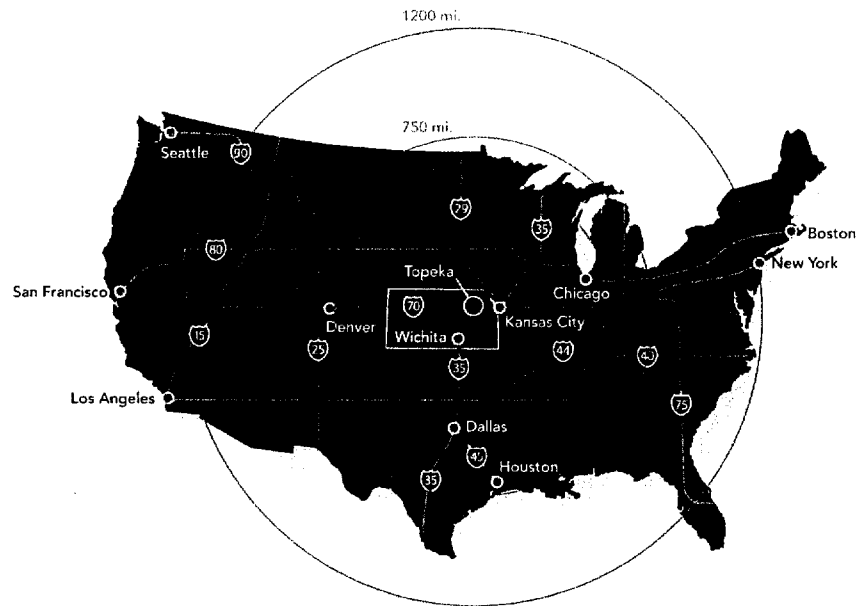 1200 mi.
750 mi.
Seattle
90
29
35
Boston
80
New York
Topeka
San Francisco
70
Chicago
Denver
Kansas City
15
Wichita
25
44
40
35
Los Angeles
75
Dallas
45
Houston
35